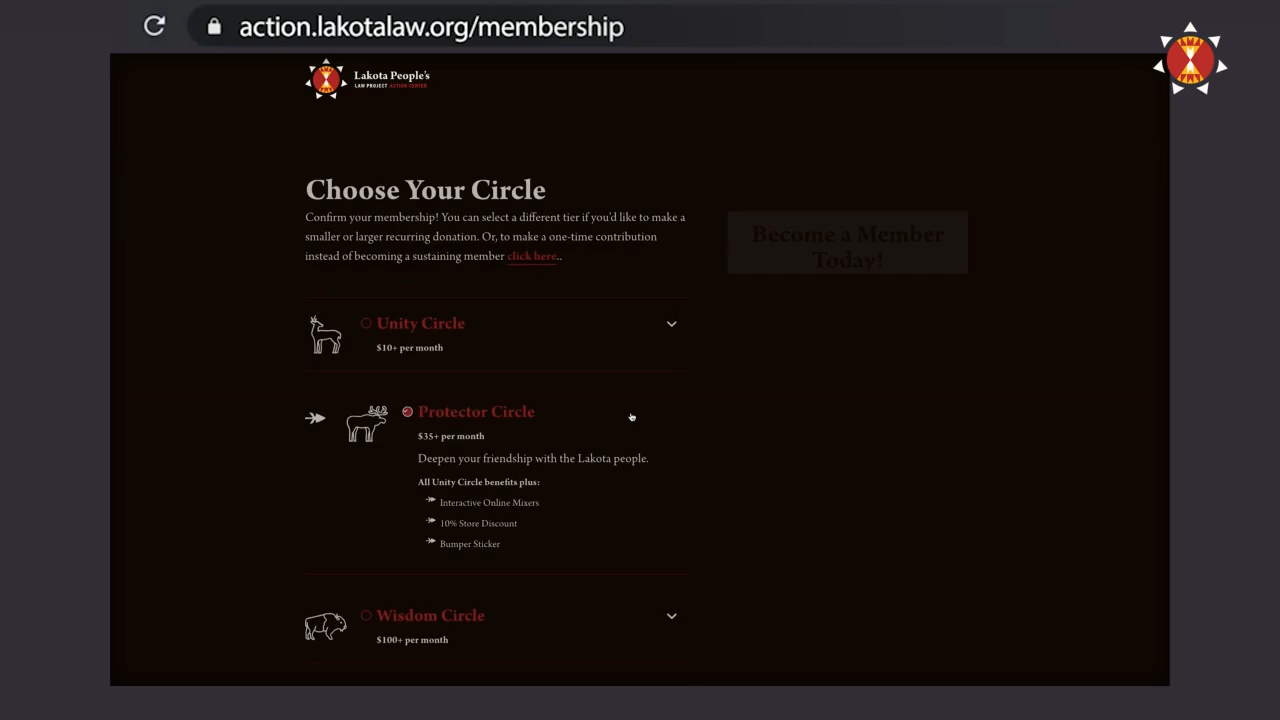 action.lakotalaw.org/membership
Lakota People's
LAW PROJECT ACTION CENTER
Choose Your Circle
Confirm your membership! You can select a different tier if you'd like to make a
smaller or larger recurring donation. Or, to make a one-time contribution
instead of becoming a sustaining member click here..
Become a Member
Today!
Unity Circle
$10+ per month
Protector Circle
$35+ per month
Deepen your friendship with the Lakota people.
All Unity Circle benefits plus:
Interactive Online Mixers
10% Store Discount
Bumper Sticker
Wisdom Circle
$100+ per month